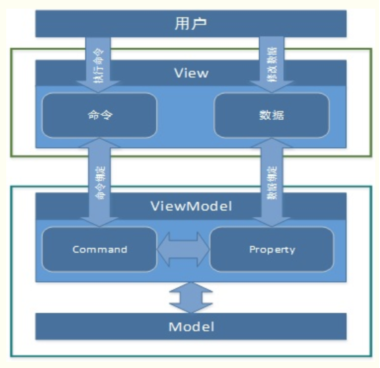 用户
执行命令
修改数据
View
命令
数据
命令绑定
数据绑定
ViewModel
Command
Property
Model